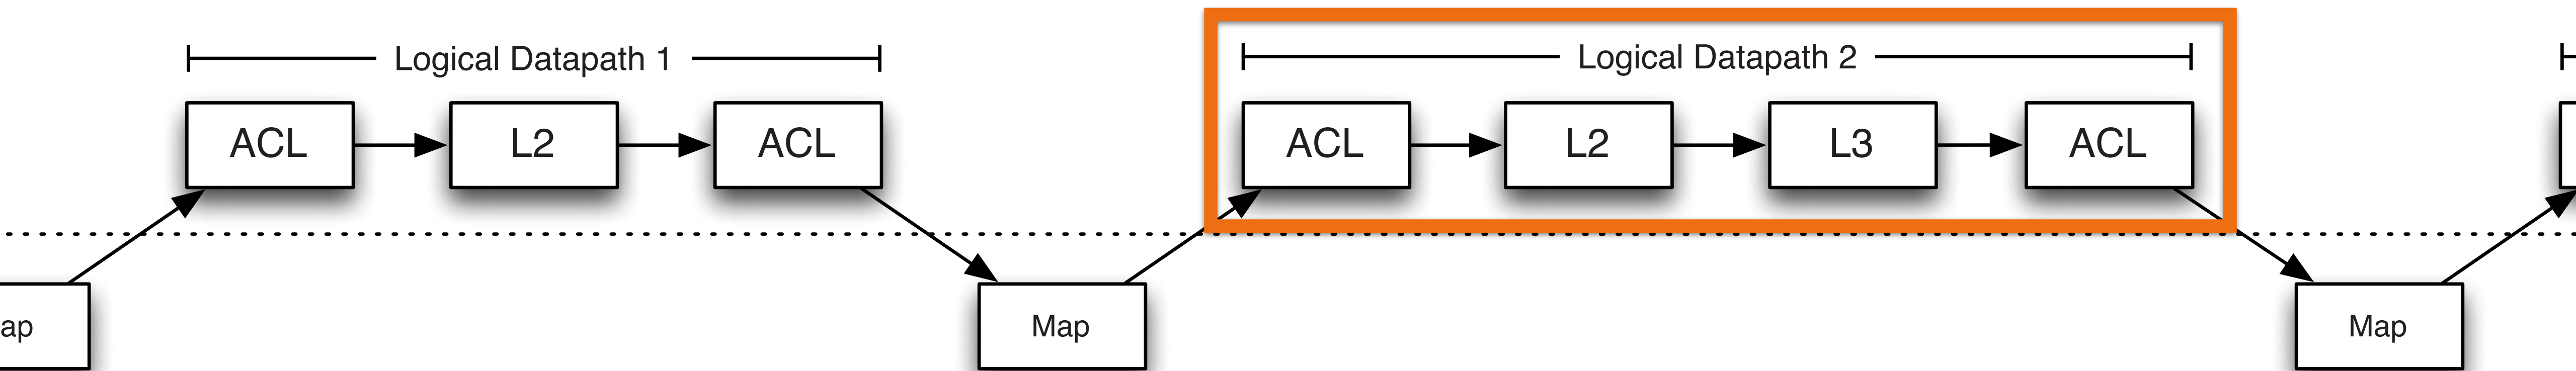 Logical Datapath 1
Logical Datapath 2
ACL
L2
ACL
ACL
L2
L3
ACL
ap
Map
Map